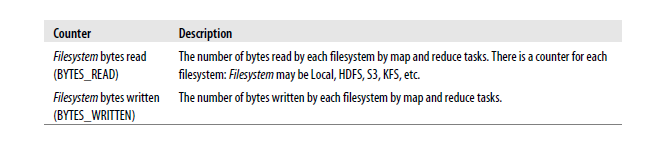 Counter Description
Filesystem bytes read The number of bytes read by each filesystem by map and reduce tasks. There is a counter for each
(BYTES_READ) filesystem: Filesystem may be Local, HDFS, S3, KFS, etc.
Filesystem bytes written The number of bytes written by each filesystem by map and reduce tasks.
(BYTES_WRITTEN)